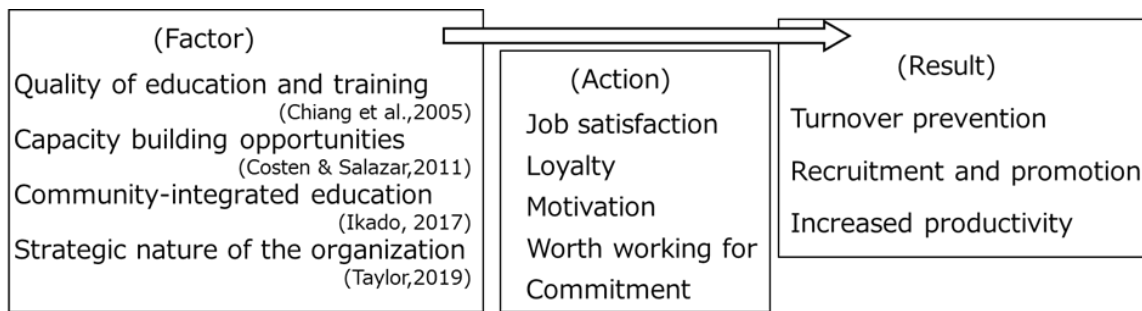 (Factor)
Quality of education and training
(Chiang et al.,2005)
Capacity building opportunities
(Costen & Salazar,2011)
Community-integrated education
(Ikado, 2017)
Strategic nature of the organization
(Taylor,2019)
(Action)
Job satisfaction
Loyalty
Motivation
Worth working for
Commitment
(Result)
Turnover prevention
Recruitment and promotion
Increased productivity